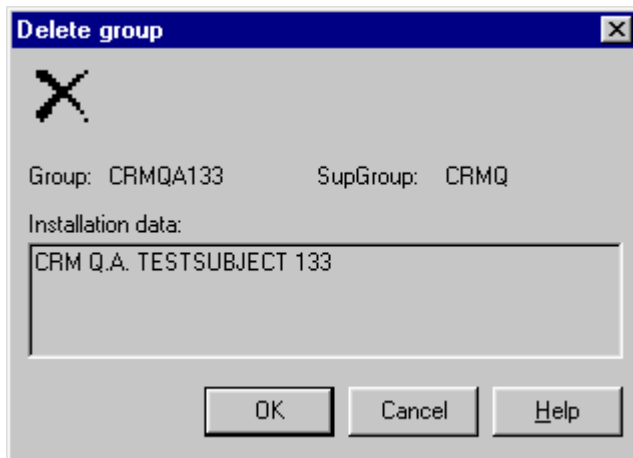 Delete group
Group: CRMQA133 SupGroup: CRMQ
Installation data:
CRM Q.A. TESTSUBJECT 133
OK Cancel Help